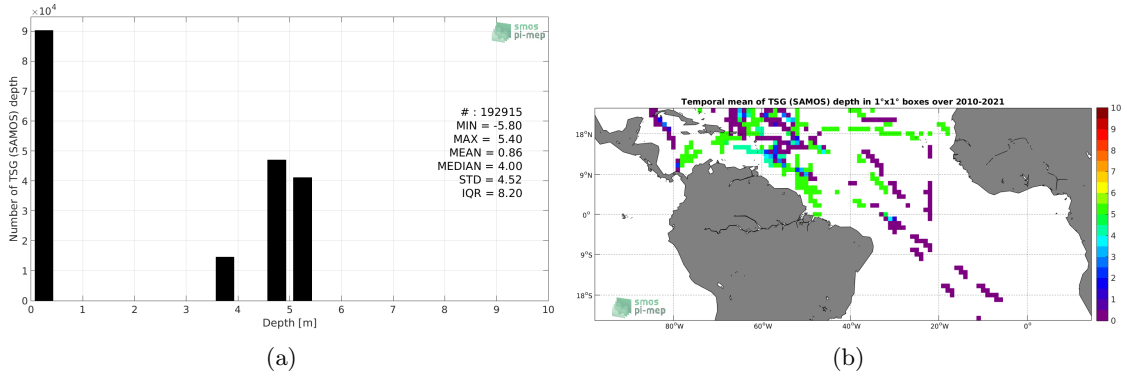 ×10⁴
9
8
7
6
5
4
3
2
1
0
Number of TSG (SAMOS) depth
0 1 2 3 4 5 6 7 8 9 10
Depth [m]
smos
pi-mep
# : 192915
MIN = -5.80
MAX = 5.40
MEAN = 0.86
MEDIAN = 4.00
STD = 4.52
IQR = 8.20
(a)
Temporal mean of TSG (SAMOS) depth in 1°x1° boxes over 2010-2021
18°N
9°N
0°
9°S
18°S
80°W 60°W 40°W 20°W 0°
smos
pi-mep
10
9
8
7
6
5
4
3
2
1
0
(b)